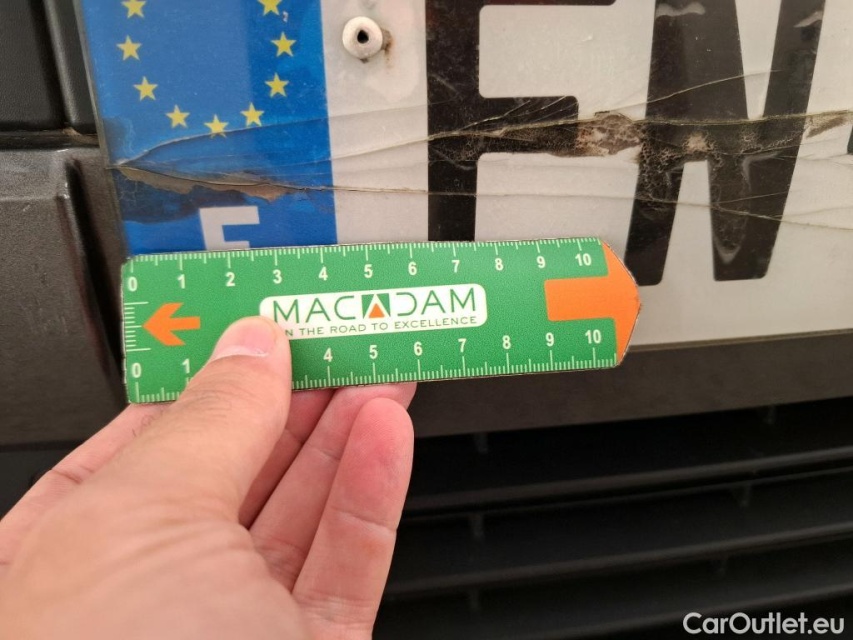 F
EW
0 1 2 3 4 5 6 7 8 9 10
MACADAM
ON THE ROAD TO EXCELLENCE
0 1 4 5 6 7 8 9 10
CarOutlet.eu